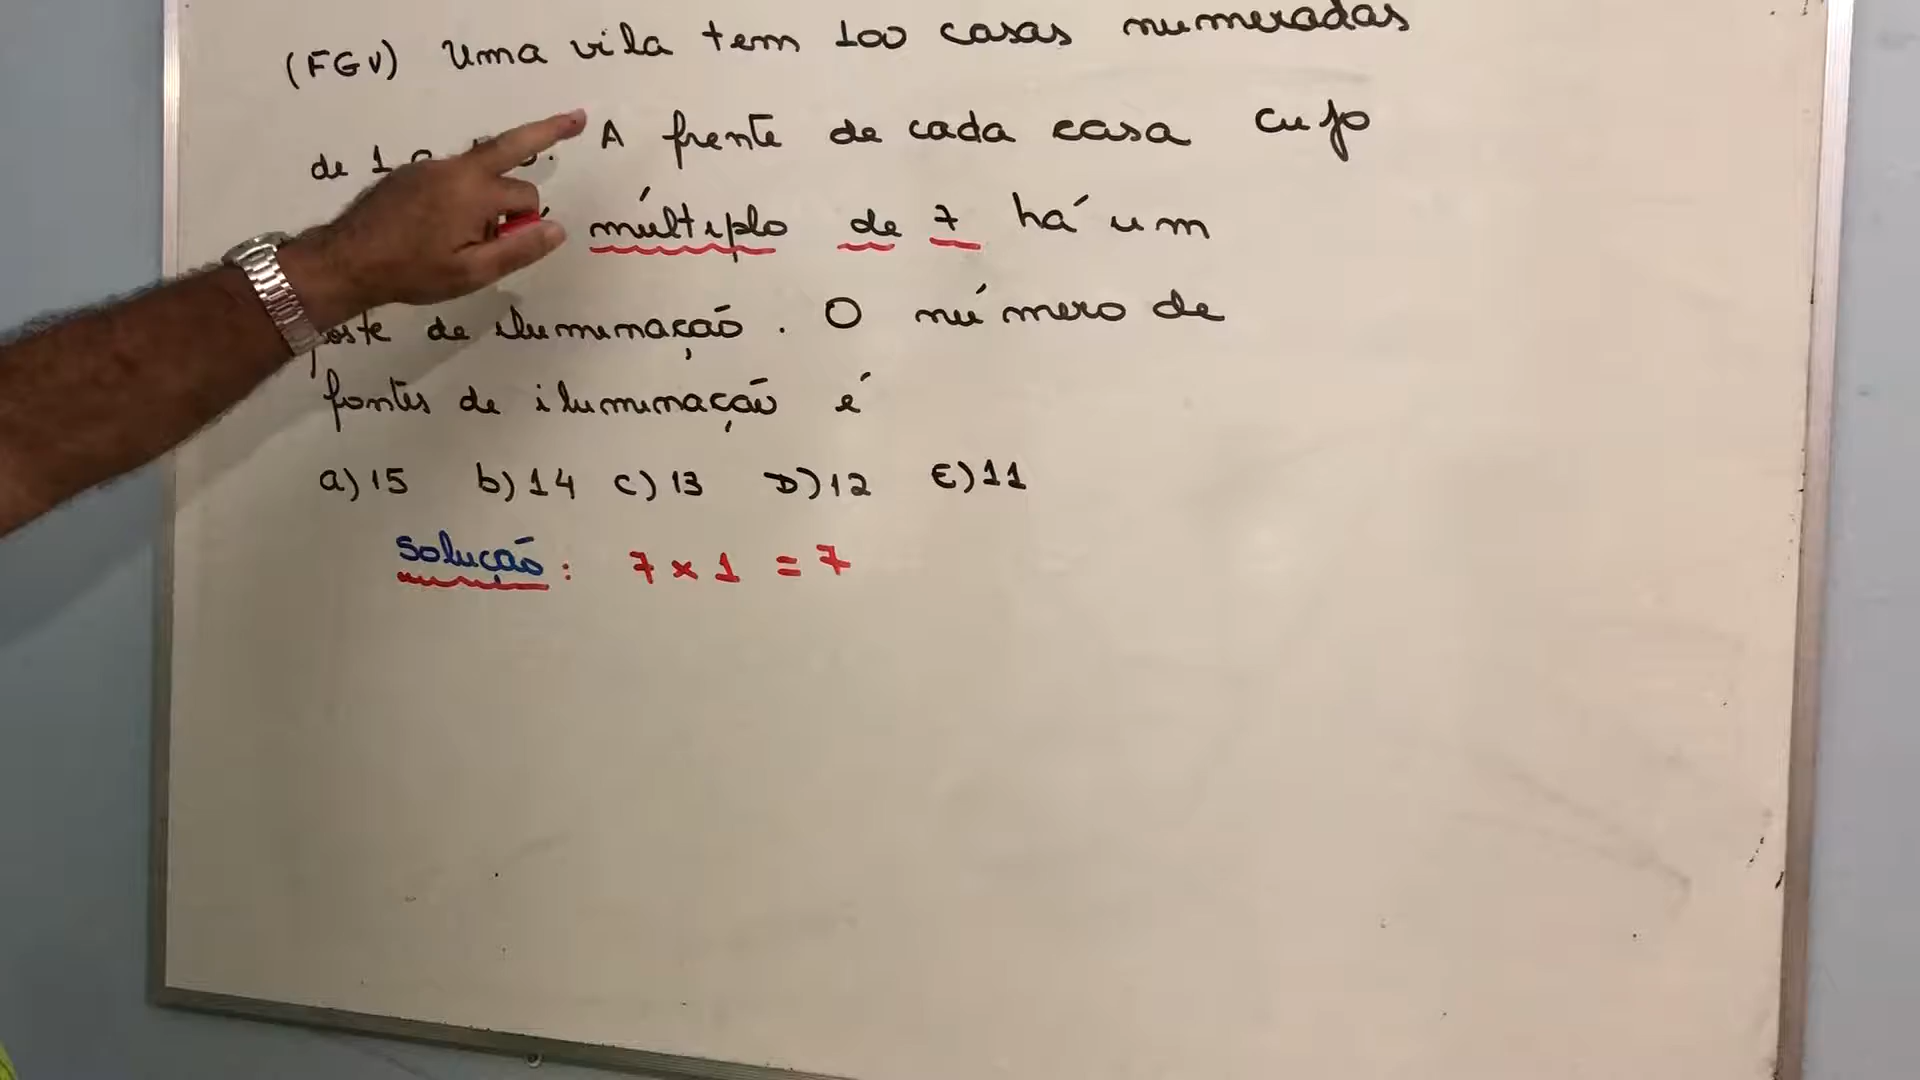 (FGV) Uma vila tem 100 casas numeradas
de 1 a A frente de cada casa cujo
é múltiplo de 7 há um
poste de iluminação. O número de
fontes de iluminação é
a) 15 b) 14 c) 13 D) 12 E) 11
Solução: 7 x 1 = 7